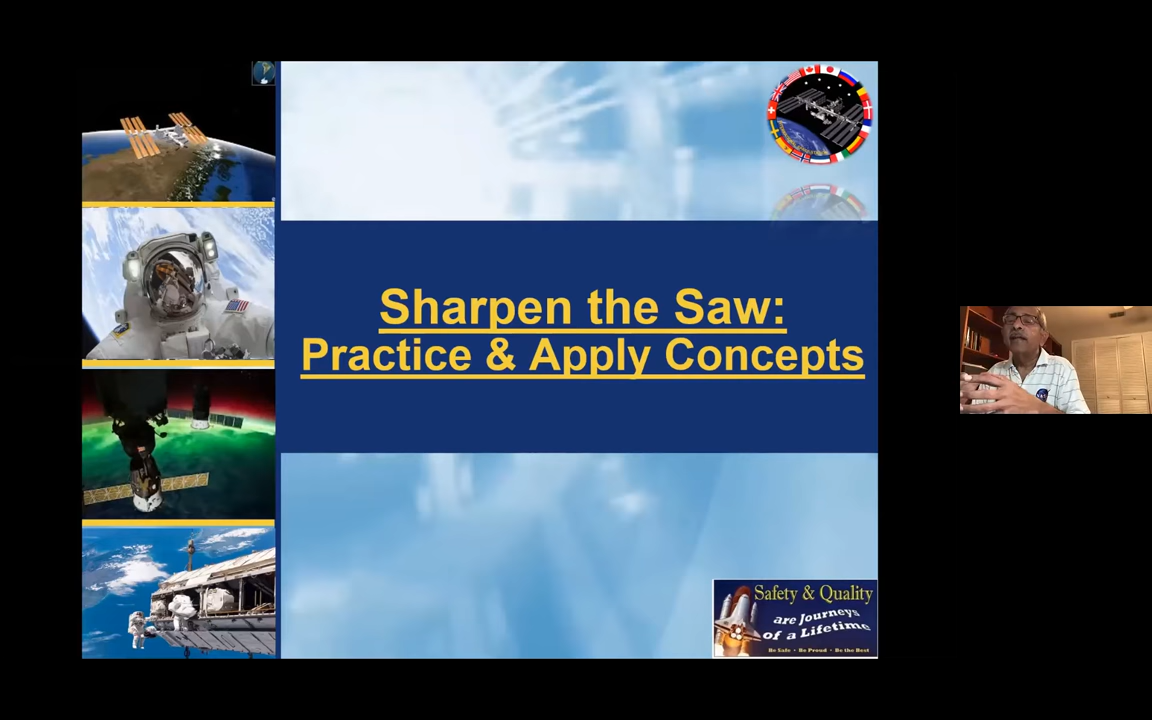 Sharpen the Saw:
Practice & Apply Concepts
Safety & Quality
are Journeys
of a Lifetime
Be Safe • Be Proud • Be the Best